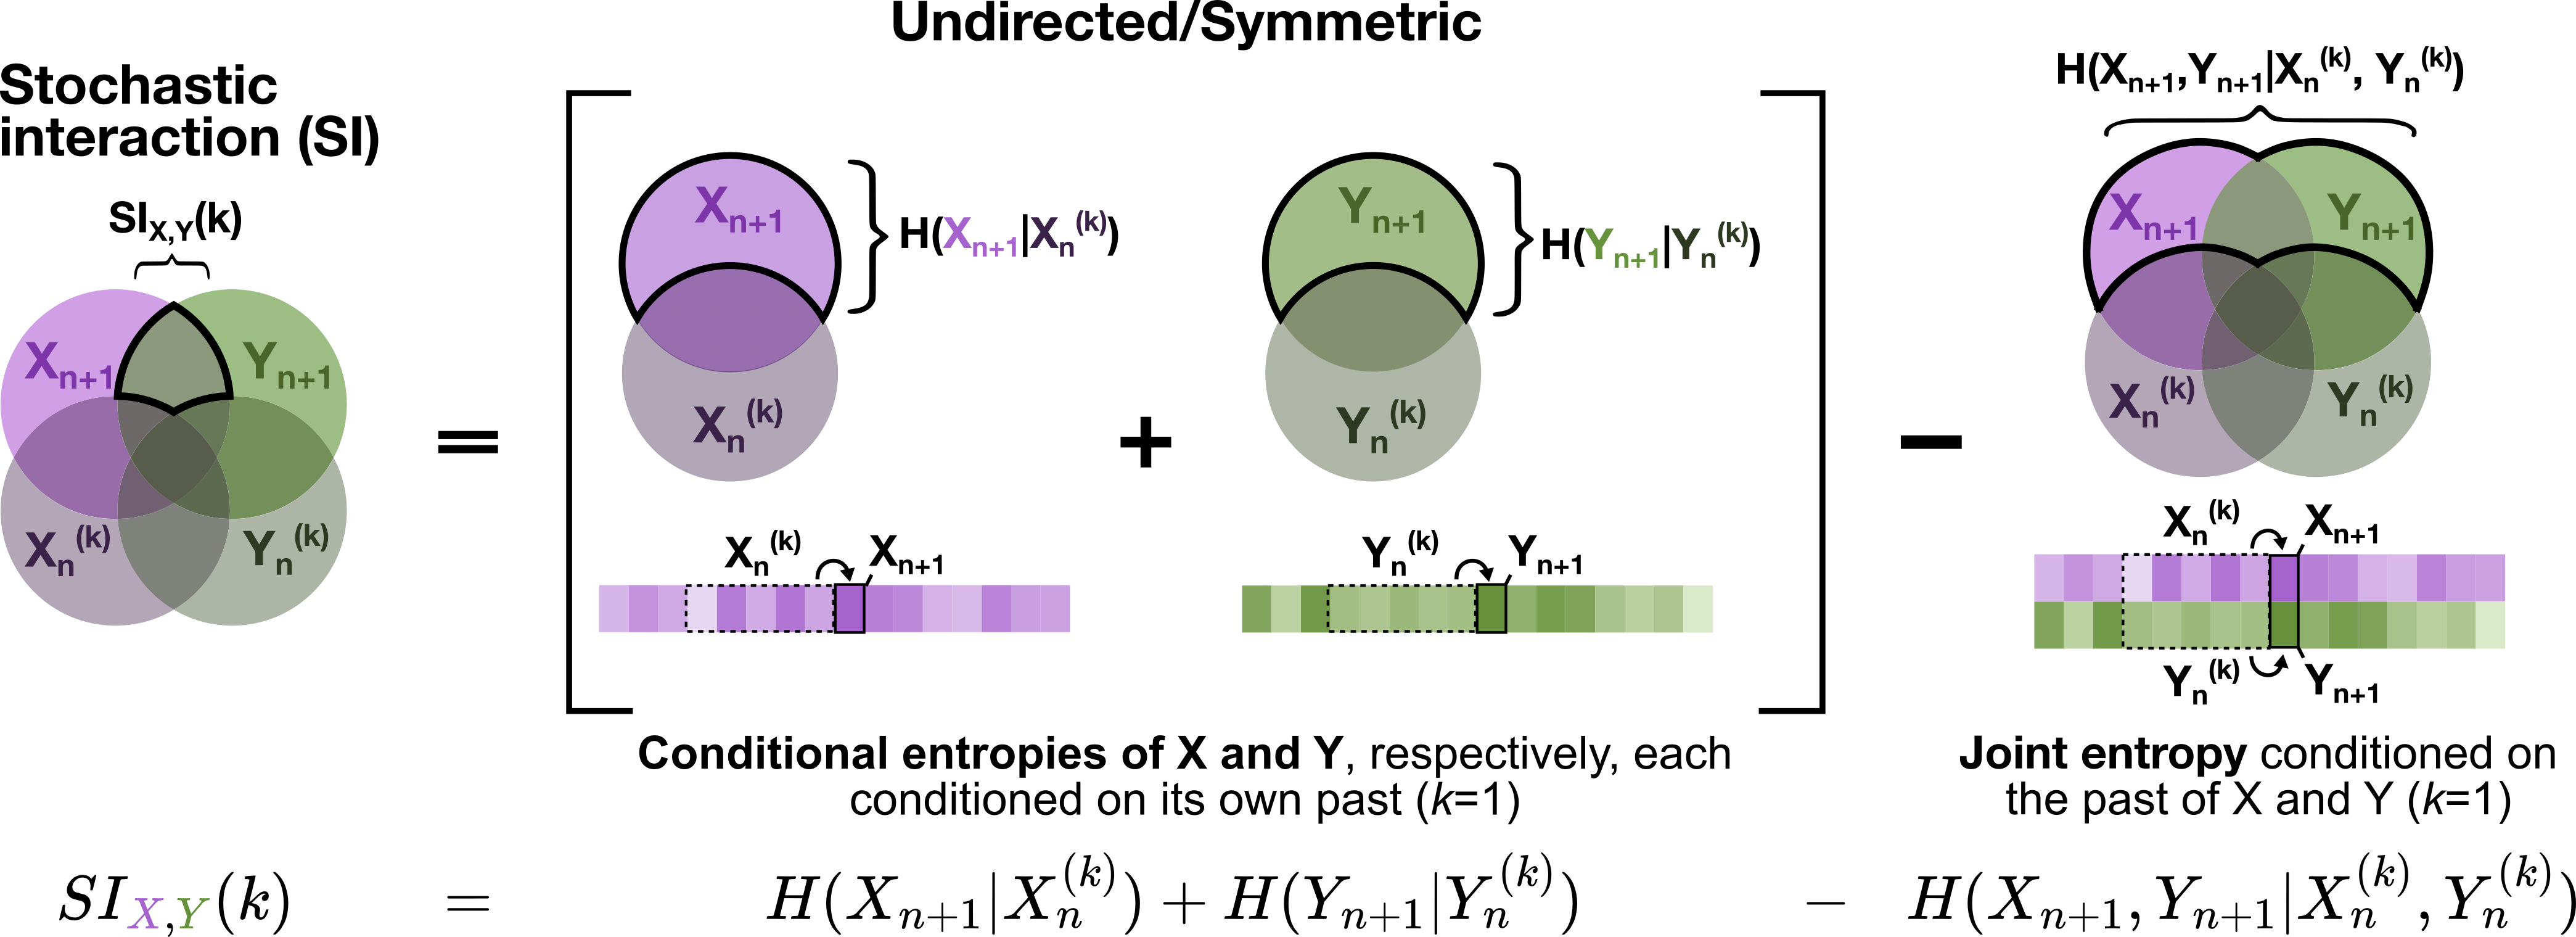 Undirected/Symmetric
Stochastic
interaction (SI)
SI_{X,Y}(k)
X_{n+1}
Y_{n+1}
X_n^{(k)}
Y_n^{(k)}
=
X_{n+1}
H(X_{n+1}|X_n^{(k)})
X_n^{(k)}
+
Y_{n+1}
H(Y_{n+1}|Y_n^{(k)})
Y_n^{(k)}
−
H(X_{n+1},Y_{n+1}|X_n^{(k)}, Y_n^{(k)})
X_{n+1}
Y_{n+1}
X_n^{(k)}
Y_n^{(k)}
X_n^{(k)}
X_{n+1}
Y_n^{(k)}
Y_{n+1}
X_n^{(k)}
X_{n+1}
Y_n^{(k)}
Y_{n+1}
Conditional entropies of X and Y, respectively, each
conditioned on its own past (k=1)
Joint entropy conditioned on
the past of X and Y (k=1)
SI_{X,Y}(k) = H(X_{n+1}|X_n^{(k)}) + H(Y_{n+1}|Y_n^{(k)}) − H(X_{n+1}, Y_{n+1}|X_n^{(k)}, Y_n^{(k)})